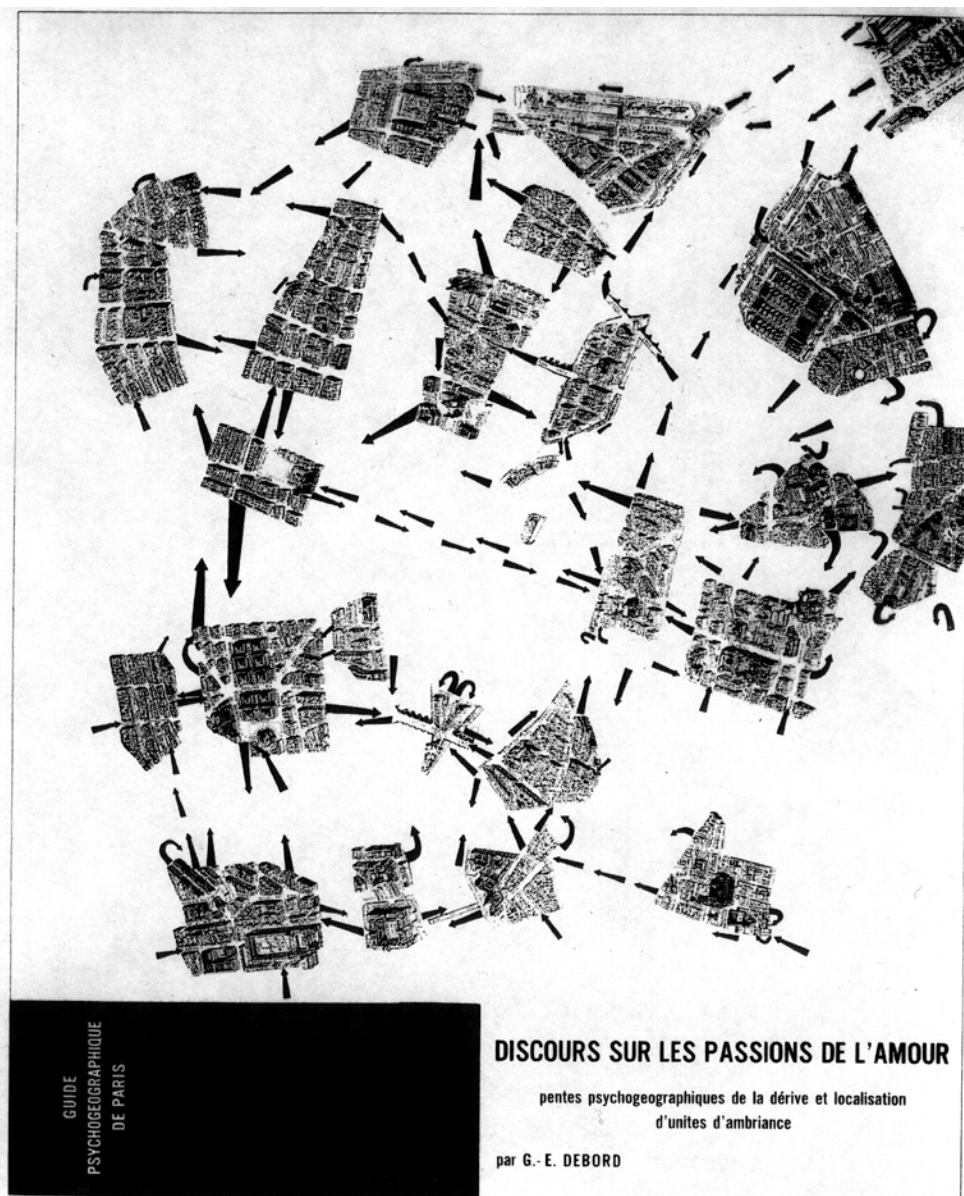 GUIDE
PSYCHOGEOGRAPHIQUE
DE PARIS
DISCOURS SUR LES PASSIONS DE L'AMOUR
pentes psychogeographiques de la dérive et localisation
d'unites d'ambriance
par G.-E. DEBORD